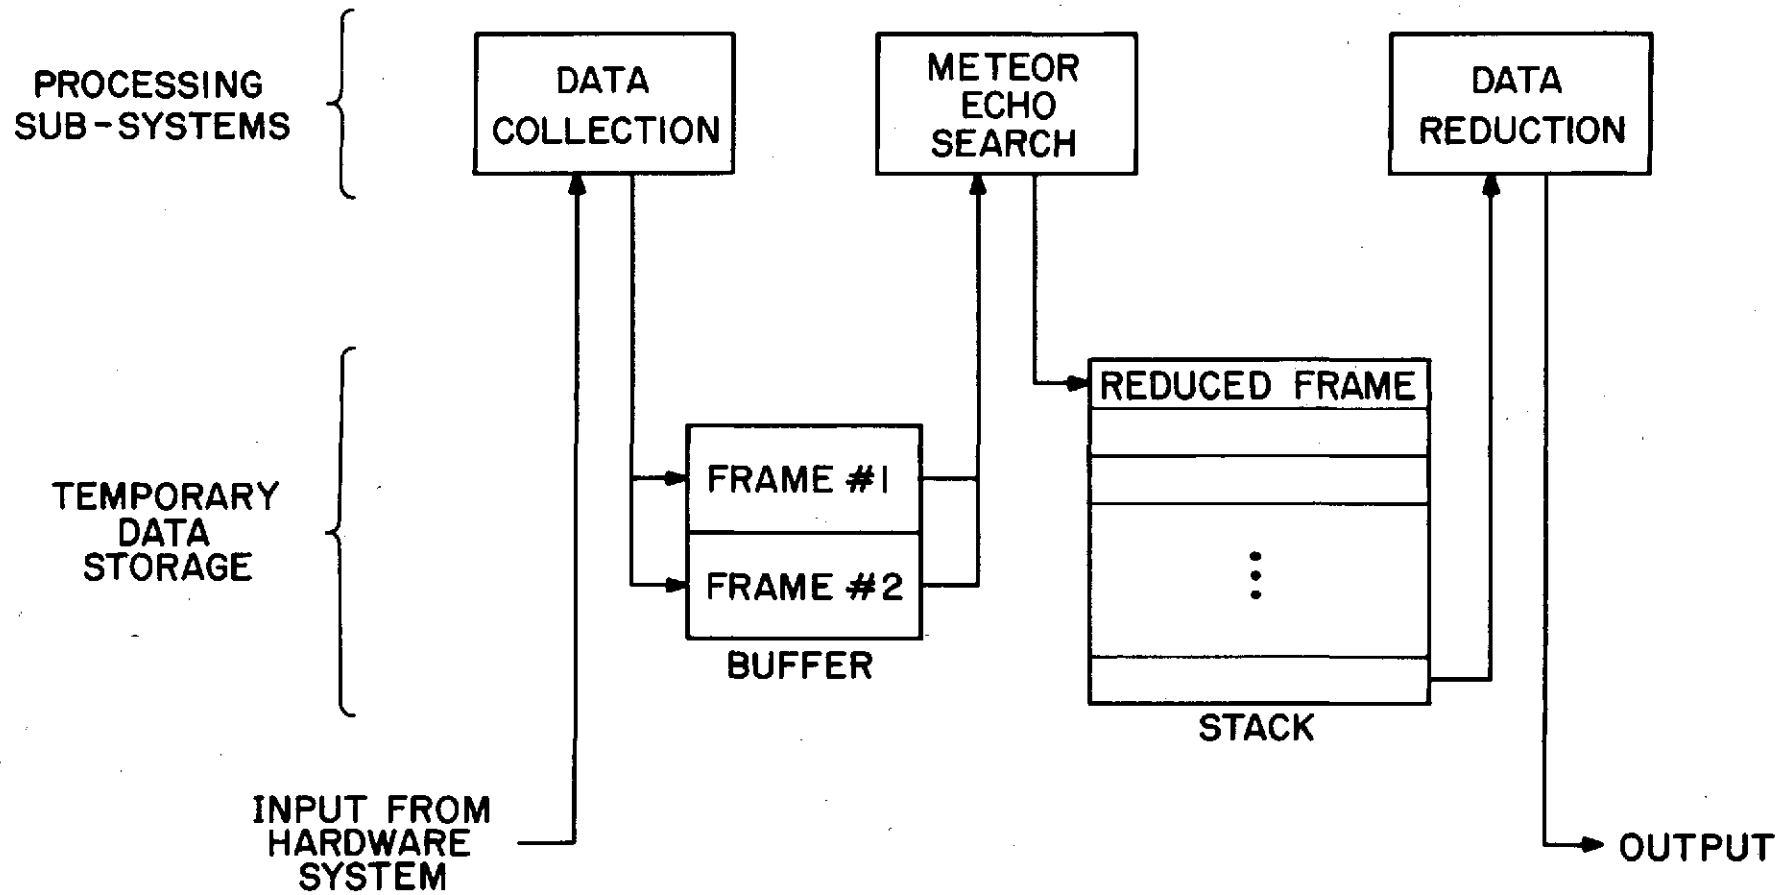 PROCESSING
SUB-SYSTEMS
DATA
COLLECTION
METEOR
ECHO
SEARCH
DATA
REDUCTION
TEMPORARY
DATA
STORAGE
FRAME #1
FRAME #2
BUFFER
REDUCED FRAME
STACK
INPUT FROM
HARDWARE
SYSTEM
OUTPUT